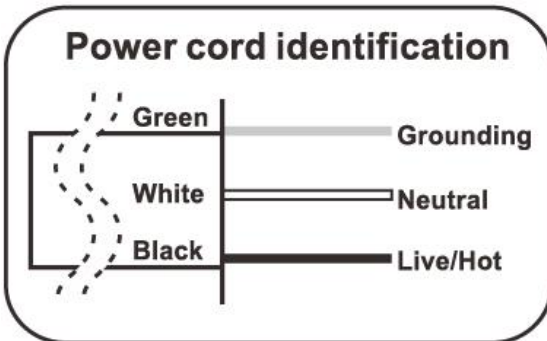 Power cord identification
Green
Grounding
White
Neutral
Black
Live/Hot